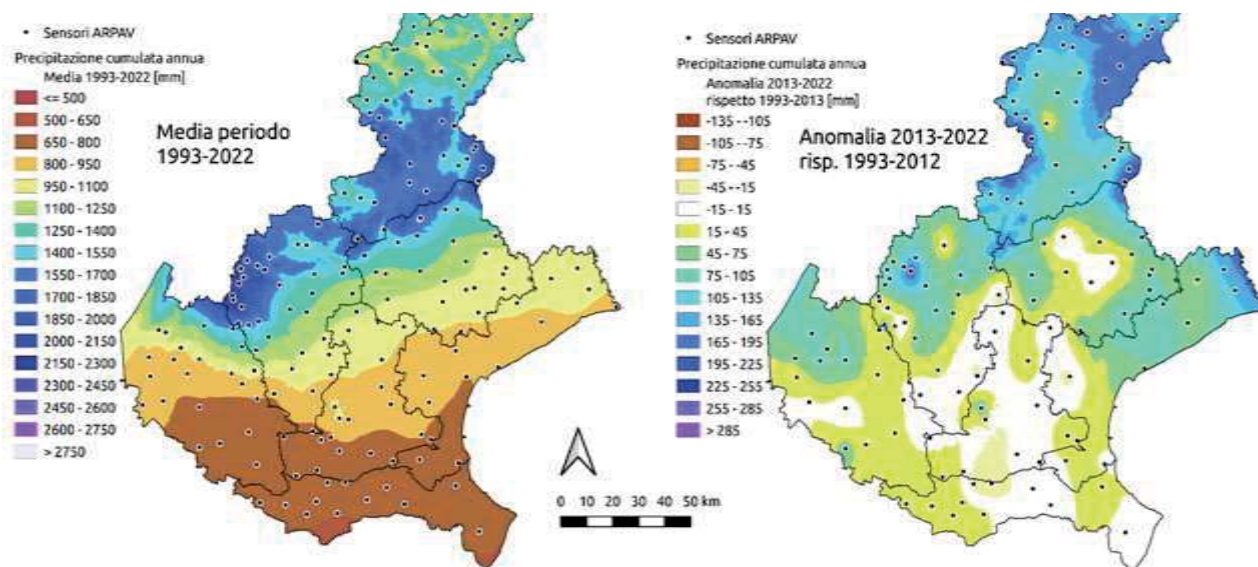 Sensori ARPAV
Precipitazione cumulata annua
Media 1993-2022 [mm]
<= 500
500 - 650
650 - 800
800 - 950
950 - 1100
1100 - 1250
1250 - 1400
1400 - 1550
1550 - 1700
1700 - 1850
1850 - 2000
2000 - 2150
2150 - 2300
2300 - 2450
2450 - 2600
2600 - 2750
> 2750
Media periodo
1993-2022
0 10 20 30 40 50 km
Sensori ARPAV
Precipitazione cumulata annua
Anomalia 2013-2022
rispetto 1993-2013 [mm]
-135 - -105
-105 - -75
-75 - -45
-45 - -15
-15 - 15
15 - 45
45 - 75
75 - 105
105 - 135
135 - 165
165 - 195
195 - 225
225 - 255
255 - 285
> 285
Anomalia 2013-2022
risp. 1993-2012